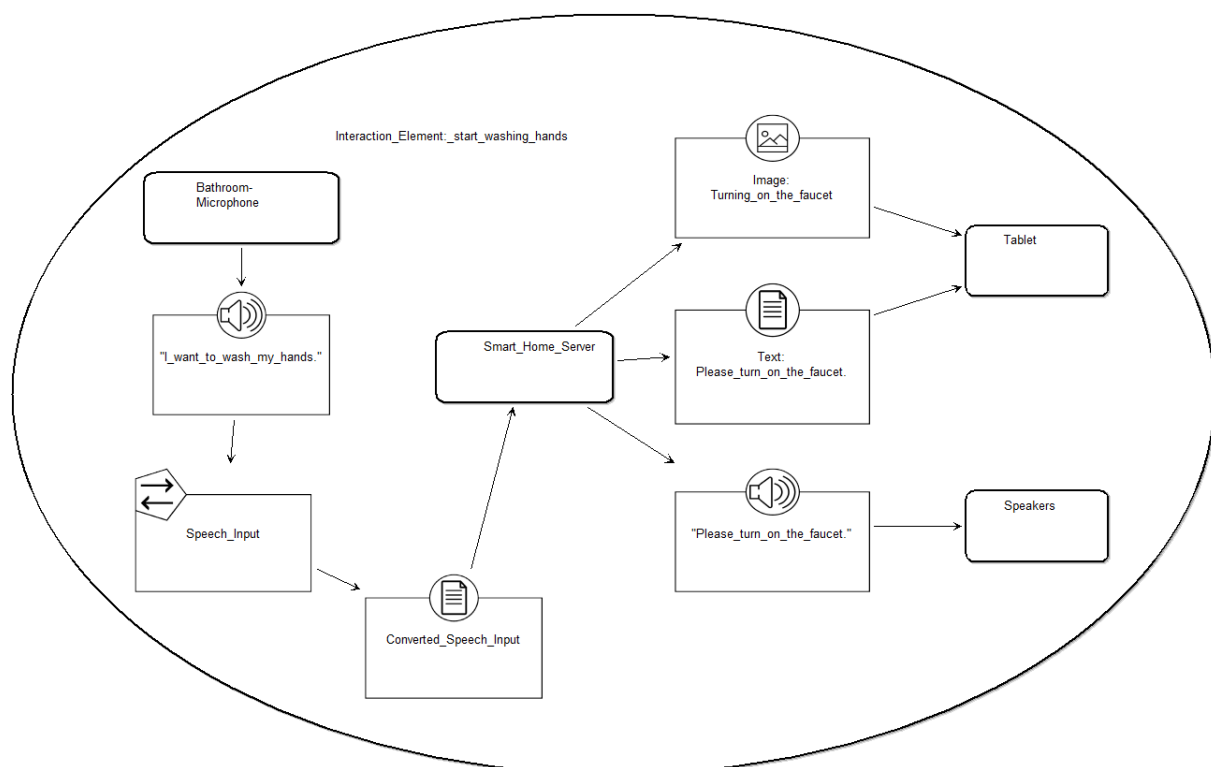 Interaction_Element:_start_washing_hands
Bathroom-
Microphone
"I_want_to_wash_my_hands."
Speech_Input
Converted_Speech_Input
Smart_Home_Server
Image:
Turning_on_the_faucet
Text:
Please_turn_on_the_faucet.
"Please_turn_on_the_faucet."
Tablet
Speakers